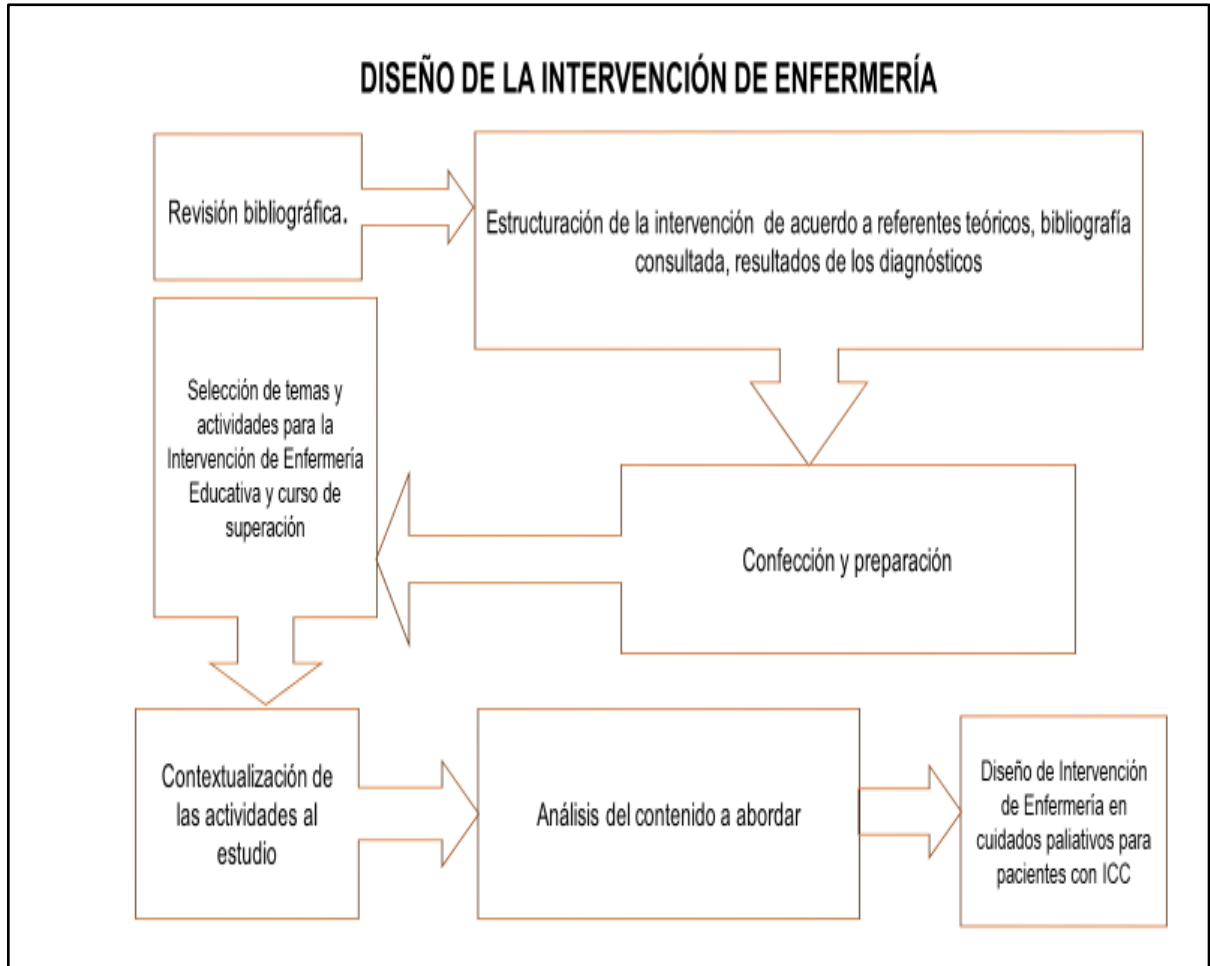 DISEÑO DE LA INTERVENCIÓN DE ENFERMERÍA
Revisión bibliográfica.
Estructuración de la intervención de acuerdo a referentes teóricos, bibliografía
consultada, resultados de los diagnósticos
Confección y preparación
Selección de temas y
actividades para la
Intervención de Enfermería
Educativa y curso de
superación
Contextualización de
las actividades al
estudio
Análisis del contenido a abordar
Diseño de Intervención
de Enfermería en
cuidados paliativos para
pacientes con ICC